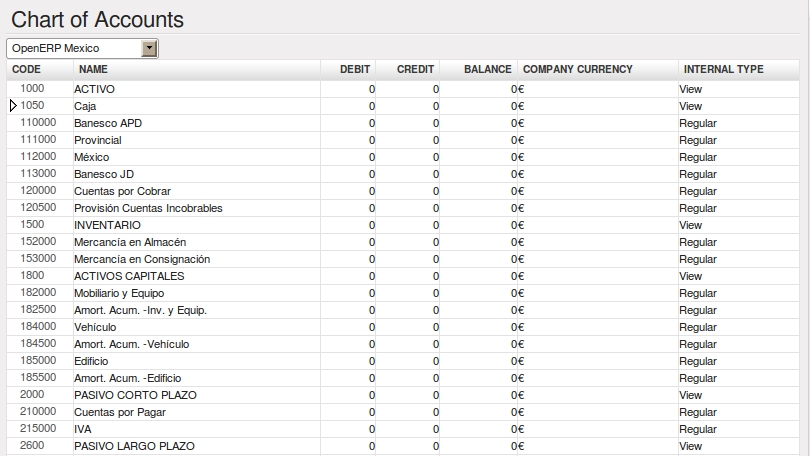 Chart of Accounts
OpenERP Mexico
CODE NAME DEBIT CREDIT BALANCE COMPANY CURRENCY INTERNAL TYPE
1000 ACTIVO 0 0 0 € View
1050 Caja 0 0 0 € View
110000 Banesco APD 0 0 0 € Regular
111000 Provincial 0 0 0 € Regular
112000 México 0 0 0 € Regular
113000 Banesco JD 0 0 0 € Regular
120000 Cuentas por Cobrar 0 0 0 € Regular
120500 Provisión Cuentas Incobrables 0 0 0 € Regular
1500 INVENTARIO 0 0 0 € View
152000 Mercancía en Almacén 0 0 0 € Regular
153000 Mercancía en Consignación 0 0 0 € Regular
1800 ACTIVOS CAPITALES 0 0 0 € View
182000 Mobiliario y Equipo 0 0 0 € Regular
182500 Amort. Acum. -Inv. y Equip. 0 0 0 € Regular
184000 Vehículo 0 0 0 € Regular
184500 Amort. Acum. -Vehículo 0 0 0 € Regular
185000 Edificio 0 0 0 € Regular
185500 Amort. Acum. -Edificio 0 0 0 € Regular
2000 PASIVO CORTO PLAZO 0 0 0 € View
210000 Cuentas por Pagar 0 0 0 € Regular
215000 IVA 0 0 0 € Regular
2600 PASIVO LARGO PLAZO 0 0 0 € View